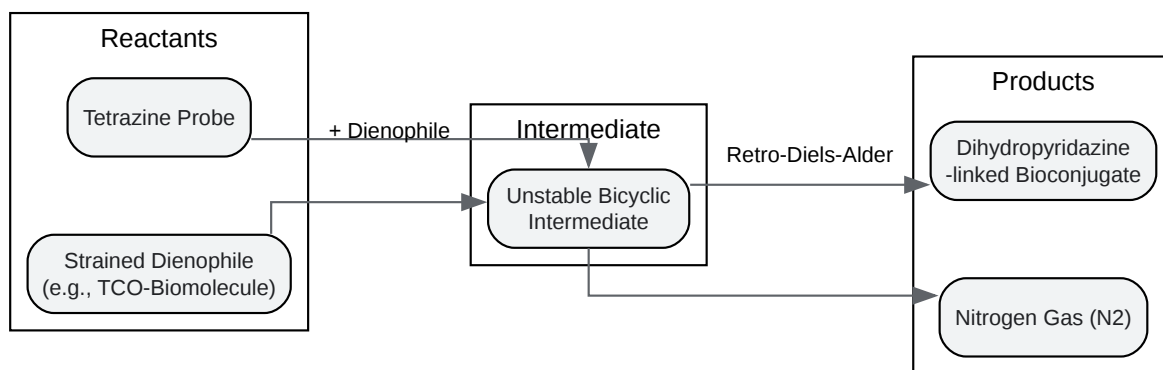 Reactants
Tetrazine Probe
Strained Dienophile
(e.g., TCO-Biomolecule)
+ Dienophile
Intermediate
Unstable Bicyclic
Intermediate
Retro-Diels-Alder
Products
Dihydropyridazine
-linked Bioconjugate
Nitrogen Gas (N2)